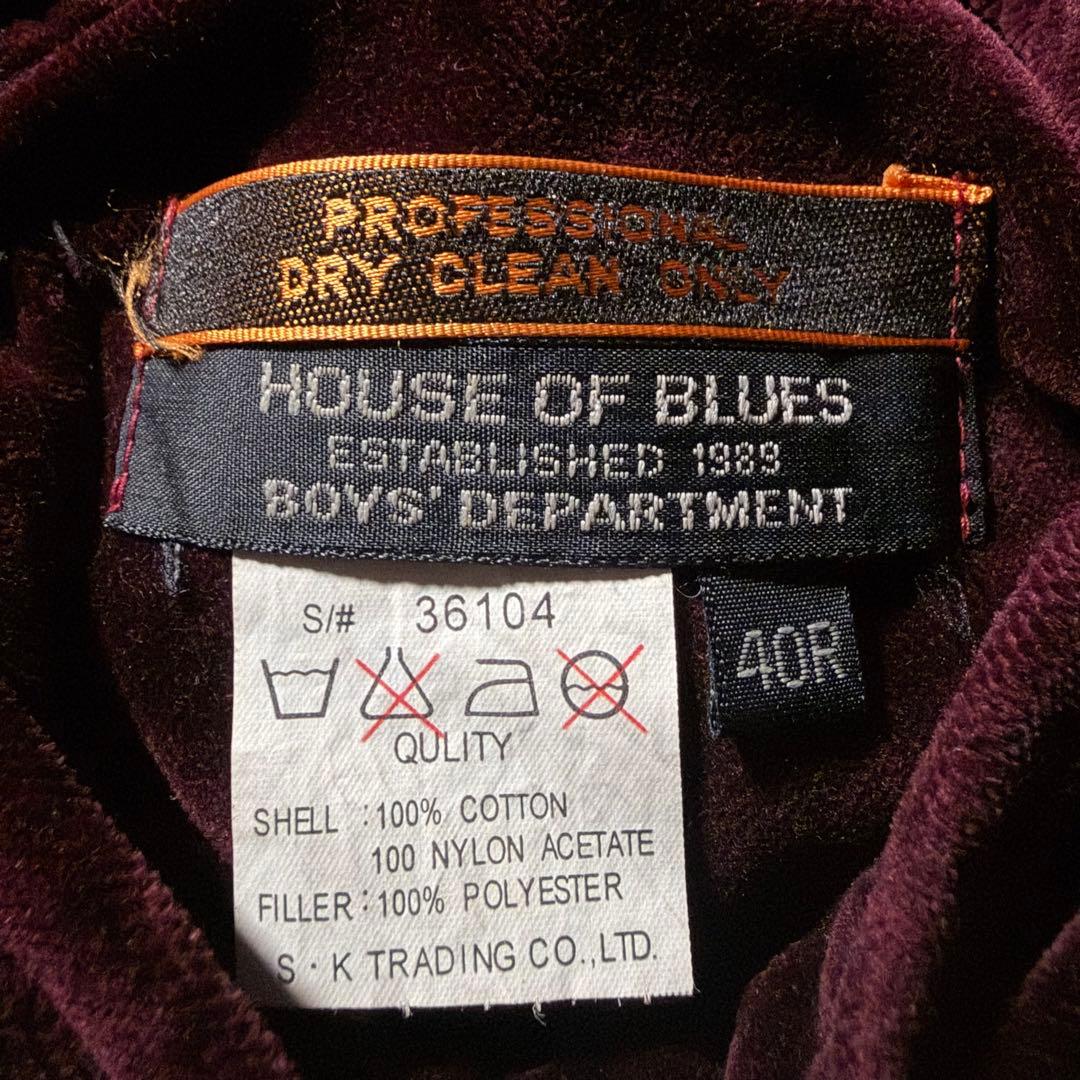 PROFESSIONAL
DRY CLEAN ONLY
HOUSE OF BLUES
ESTABLISHED 1989
BOYS' DEPARTMENT
40R
S/# 36104
QULITY
SHELL :100% COTTON
100 NYLON ACETATE
FILLER:100% POLYESTER
S・K TRADING CO.,LTD.